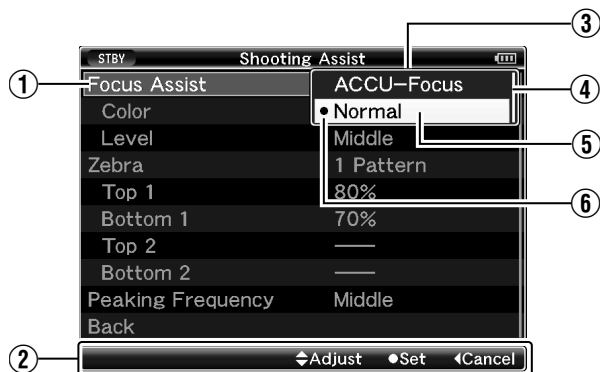 ③
STBY Shooting Assist
① Focus Assist ACCU-Focus ④
Color ● Normal
Level Middle ⑤
Zebra 1 Pattern
Top 1 80% ⑥
Bottom 1 70%
Top 2 ——
Bottom 2 ——
Peaking Frequency Middle
Back
② Adjust ●Set Cancel